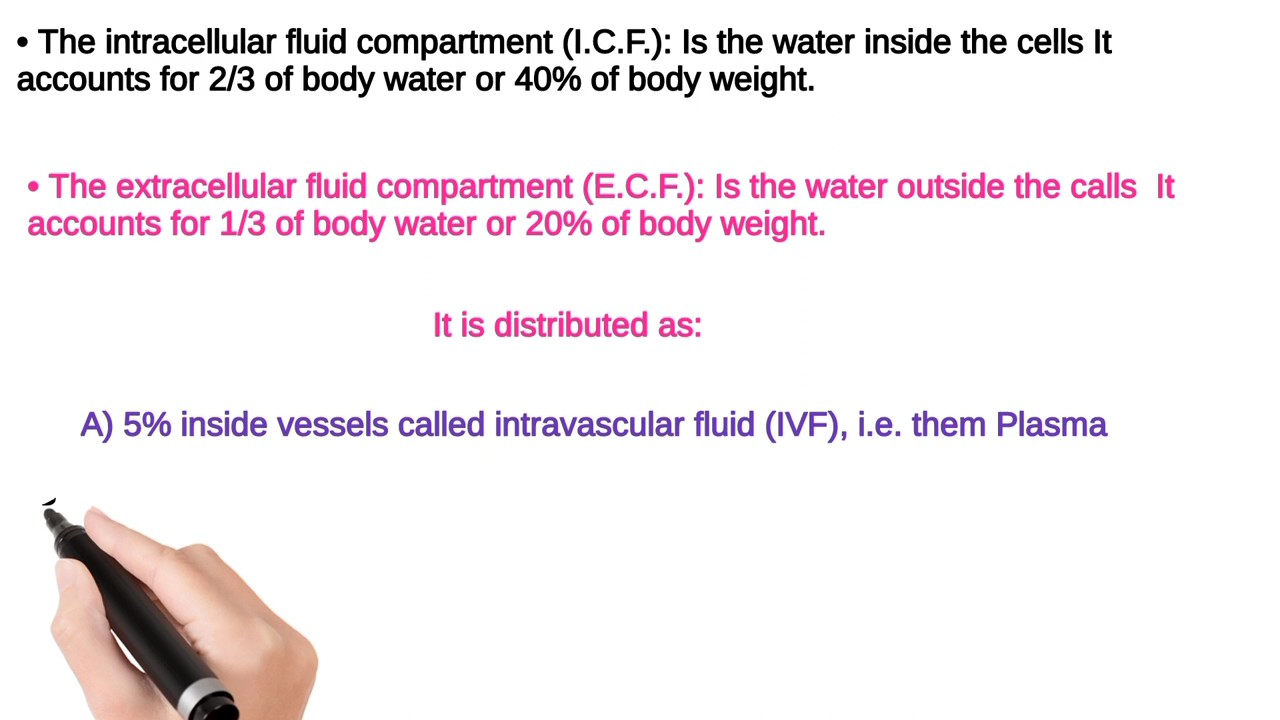 • The intracellular fluid compartment (I.C.F.): Is the water inside the cells It
accounts for 2/3 of body water or 40% of body weight.
• The extracellular fluid compartment (E.C.F.): Is the water outside the calls  It
accounts for 1/3 of body water or 20% of body weight.
It is distributed as:
A) 5% inside vessels called intravascular fluid (IVF), i.e. them Plasma